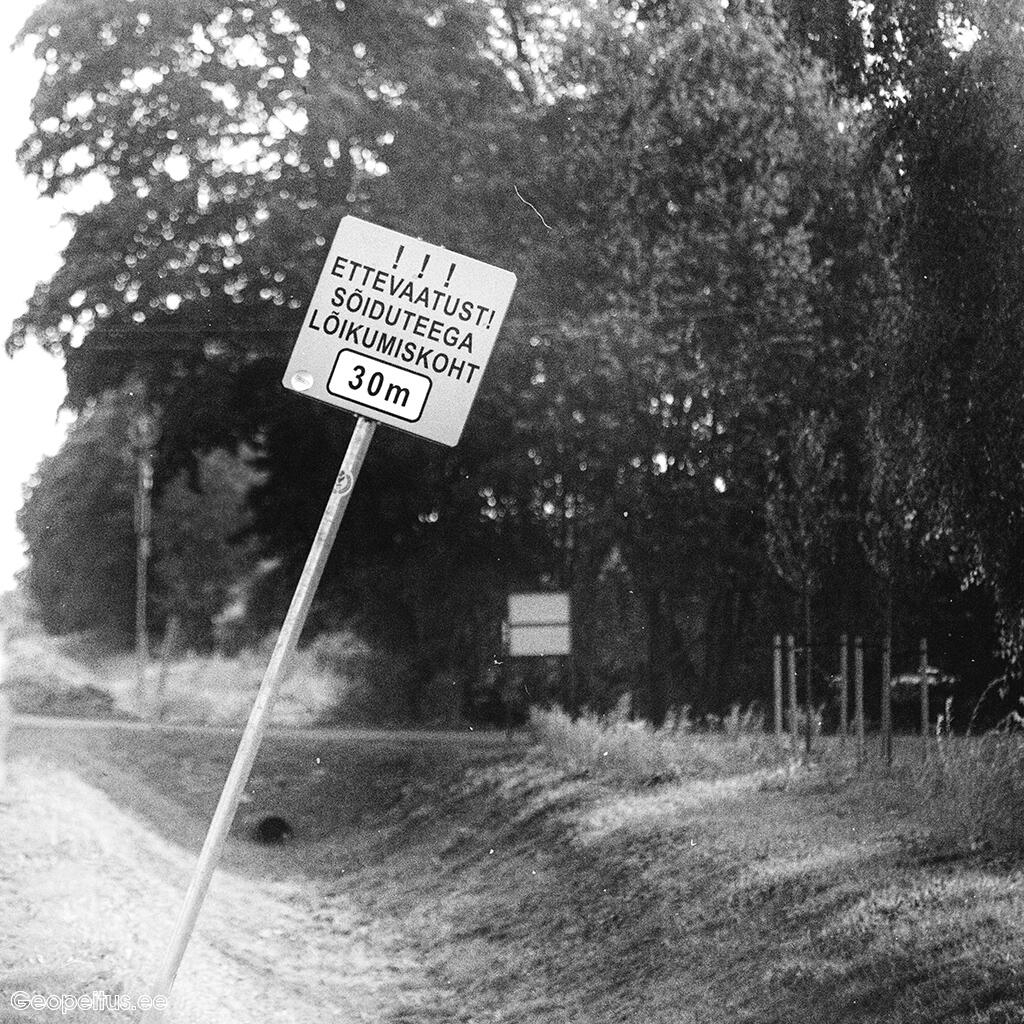 ! ! !
ETTEVAATUST!
SÕIDUTEEGA
LÕIKUMISKOHT
30m
Geopeitus.ee